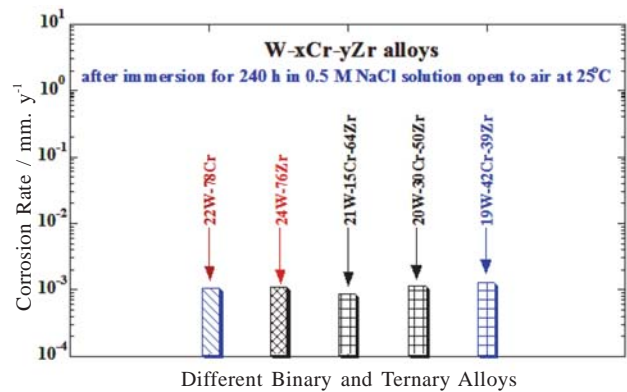 W-xCr-yZr alloys
after immersion for 240 h in 0.5 M NaCl solution open to air at 25°C
Corrosion Rate / mm. y⁻¹
10¹
10⁰
10⁻¹
10⁻²
10⁻³
10⁻⁴
22W-78Cr
24W-76Zr
21W-15Cr-64Zr
20W-30Cr-50Zr
19W-42Cr-39Zr
Different Binary and Ternary Alloys